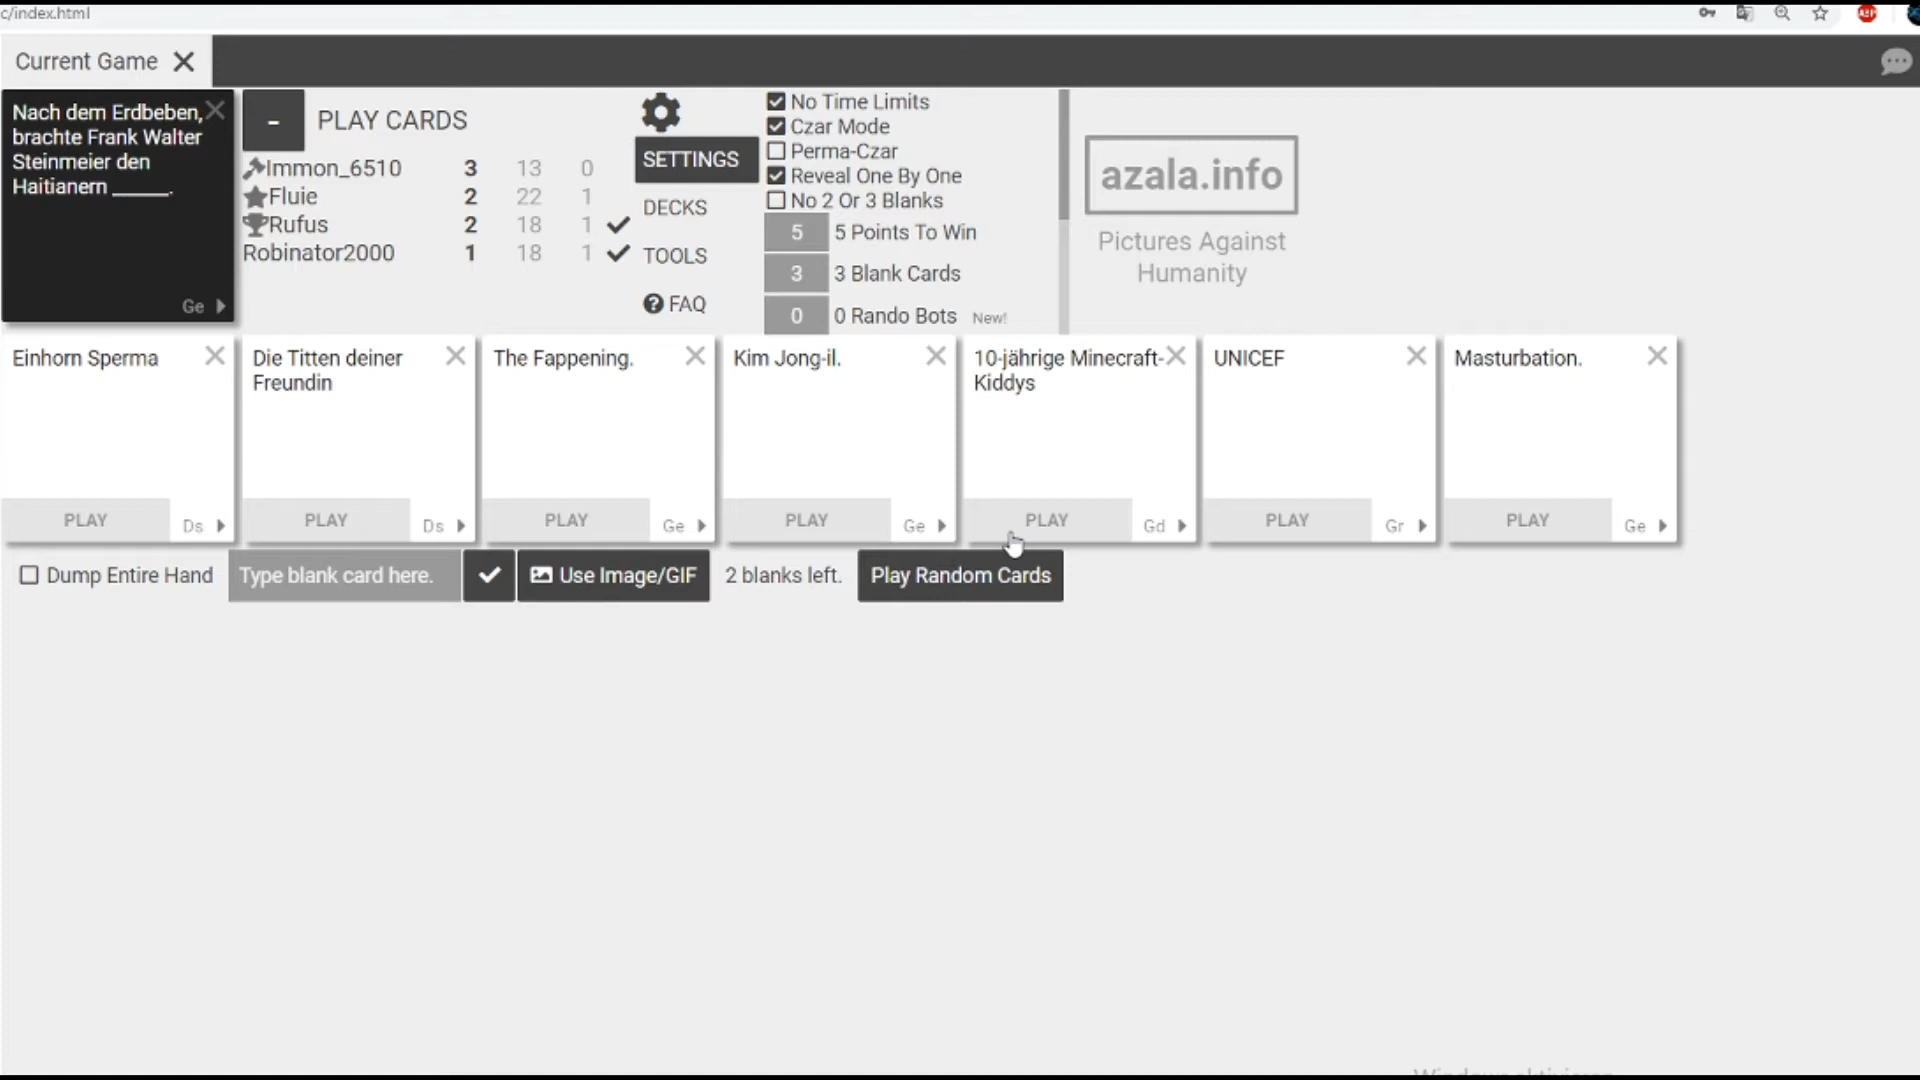 c/index.html
Current Game
Nach dem Erdbeben,
brachte Frank Walter
Steinmeier den
Haitianern _____.
Ge
-
PLAY CARDS
Immon_6510 3 13 0
Fluie 2 22 1
Rufus 2 18 1
Robinator2000 1 18 1
SETTINGS
DECKS
TOOLS
FAQ
No Time Limits
Czar Mode
Perma-Czar
Reveal One By One
No 2 Or 3 Blanks
5 5 Points To Win
3 3 Blank Cards
0 0 Rando Bots New!
azala.info
Pictures Against
Humanity
Einhorn Sperma
PLAY Ds
Die Titten deiner
Freundin
PLAY Ds
The Fappening.
PLAY Ge
Kim Jong-il.
PLAY Ge
10-jährige Minecraft-
Kiddys
PLAY Gd
UNICEF
PLAY Gr
Masturbation.
PLAY Ge
Dump Entire Hand
Type blank card here.
Use Image/GIF
2 blanks left.
Play Random Cards